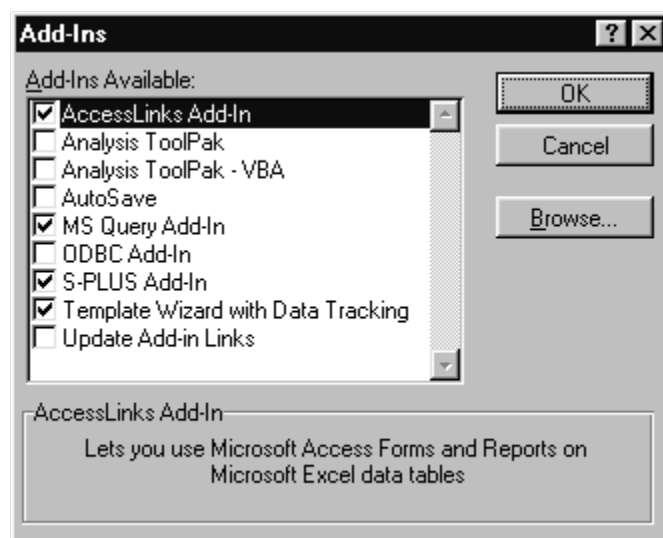 Add-Ins
Add-Ins Available:
AccessLinks Add-In
Analysis ToolPak
Analysis ToolPak - VBA
AutoSave
MS Query Add-In
ODBC Add-In
S-PLUS Add-In
Template Wizard with Data Tracking
Update Add-in Links
OK
Cancel
Browse...
AccessLinks Add-In
Lets you use Microsoft Access Forms and Reports on
Microsoft Excel data tables